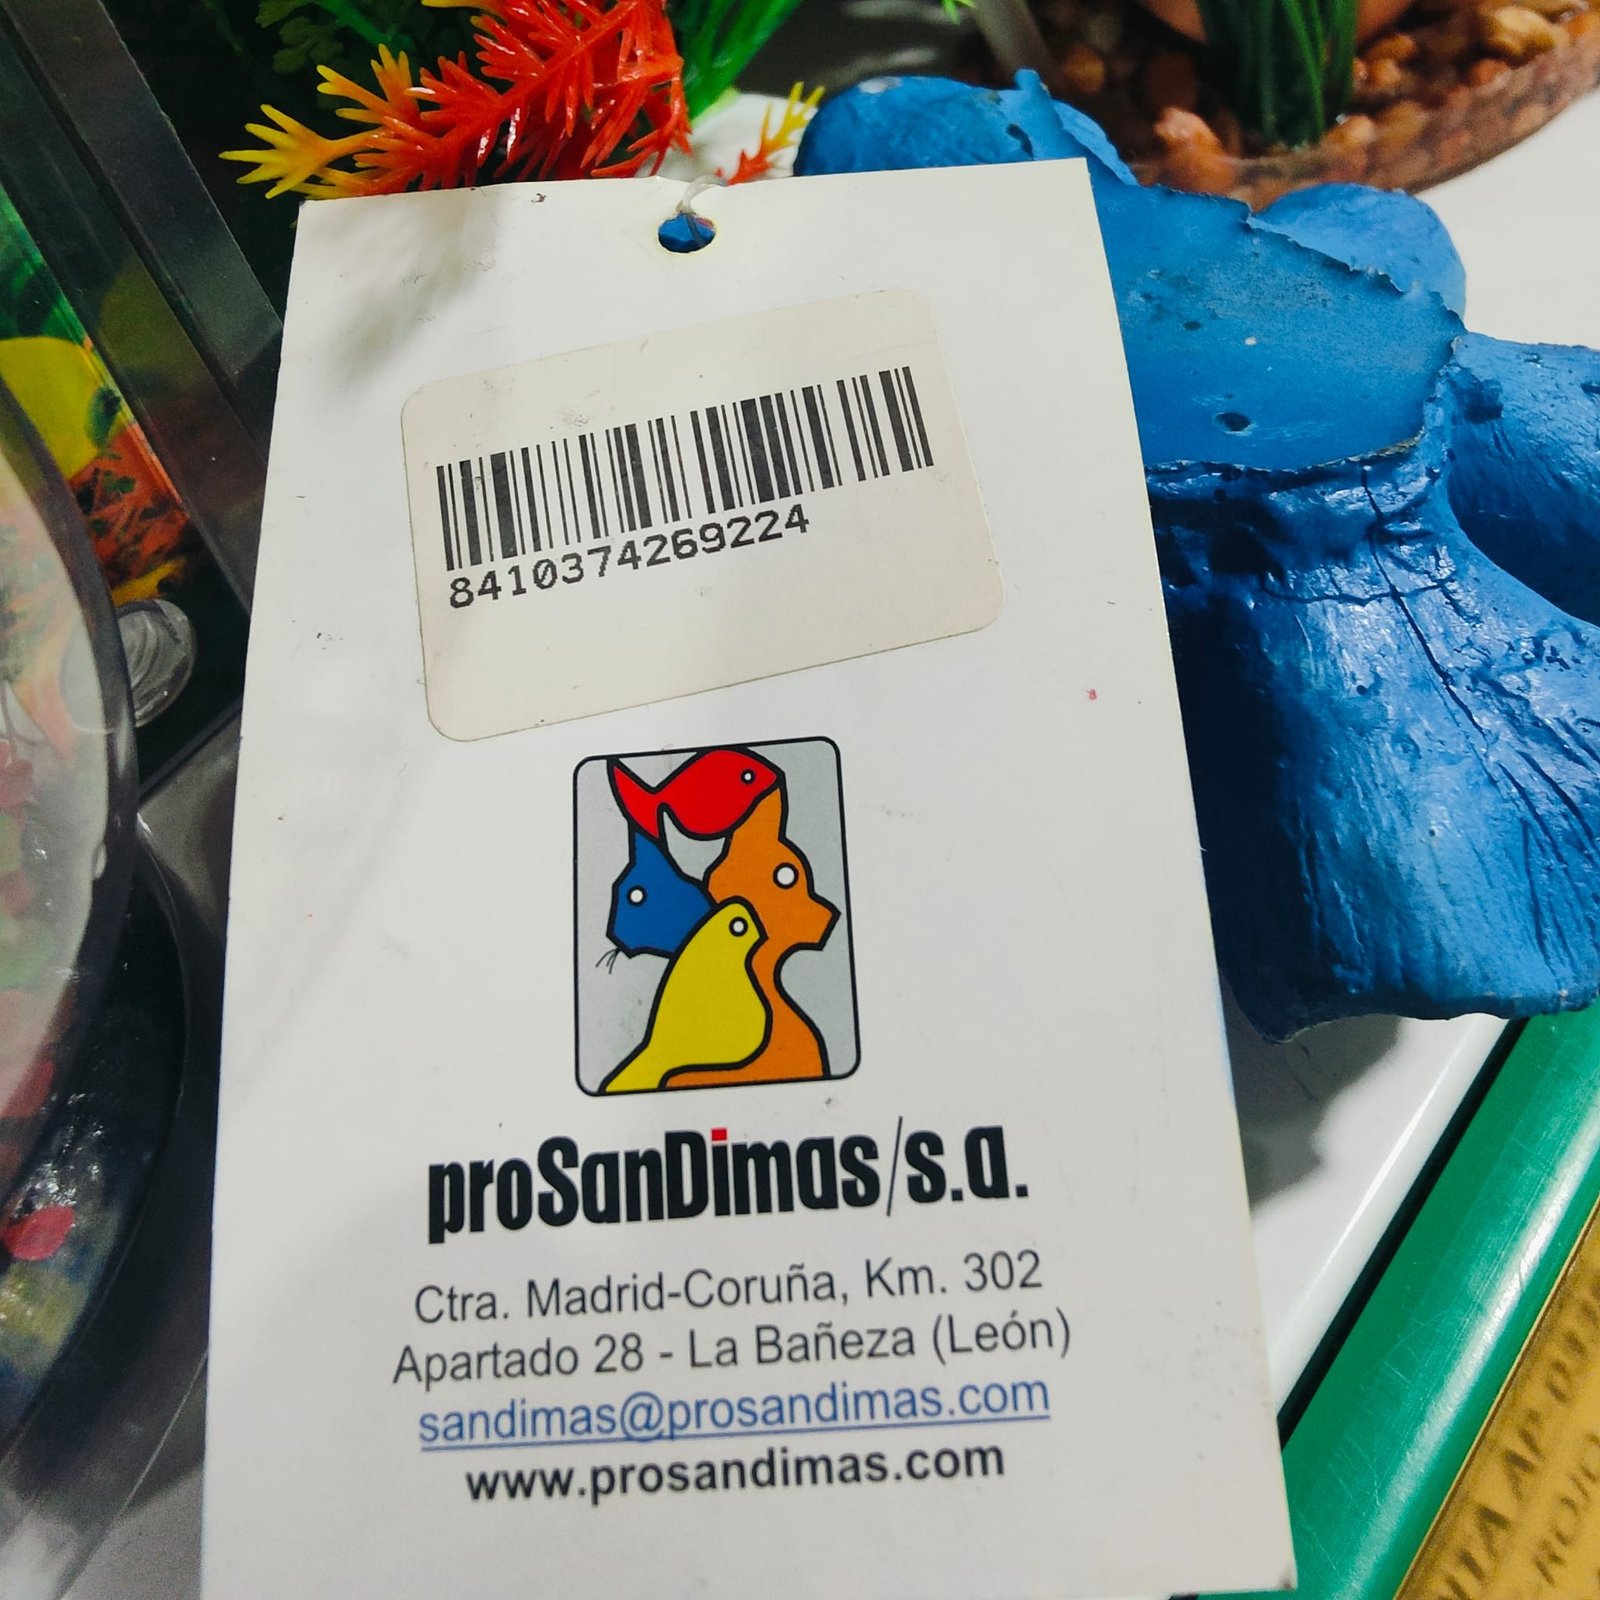 8410374269224
proSanDimas/s.a.
Ctra. Madrid-Coruña, Km. 302
Apartado 28 - La Bañeza (León)
sandimas@prosandimas.com
www.prosandimas.com